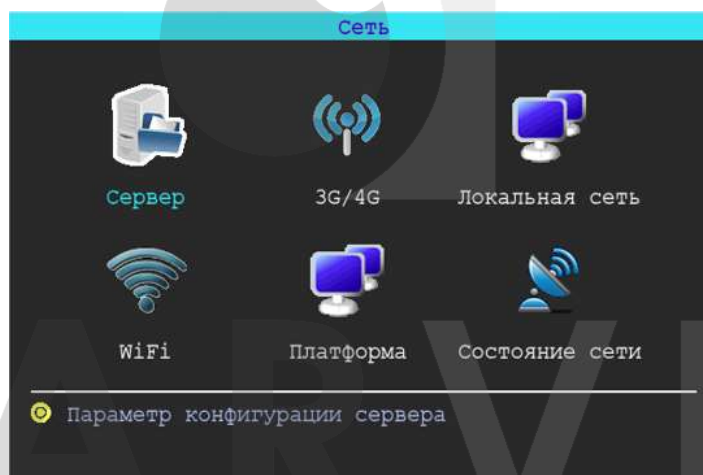 Сеть
Сервер
3G/4G
Локальная сеть
WiFi
Платформа
Состояние сети
Параметр конфигурации сервера